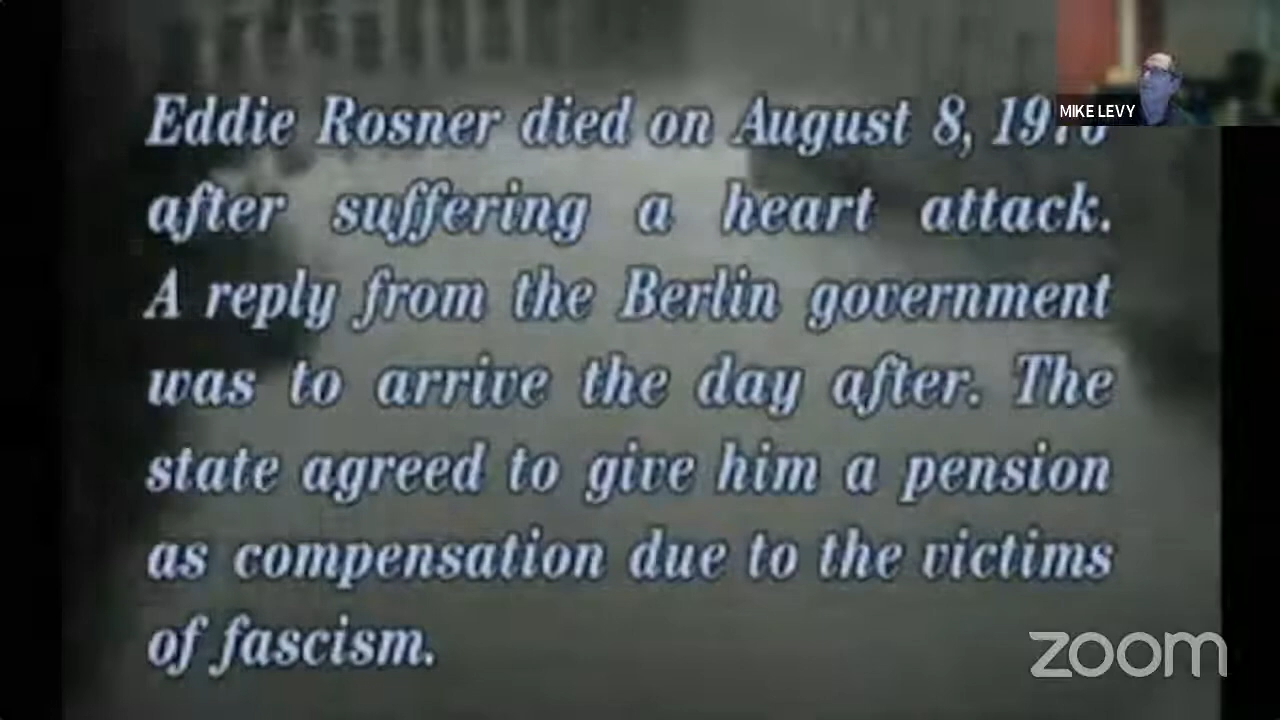 Eddie Rosner died on August 8,
after suffering a heart attack.
A reply from the Berlin government
was to arrive the day after. The
state agreed to give him a pension
as compensation due to the victims
of fascism.
MIKE LEVY
zoom